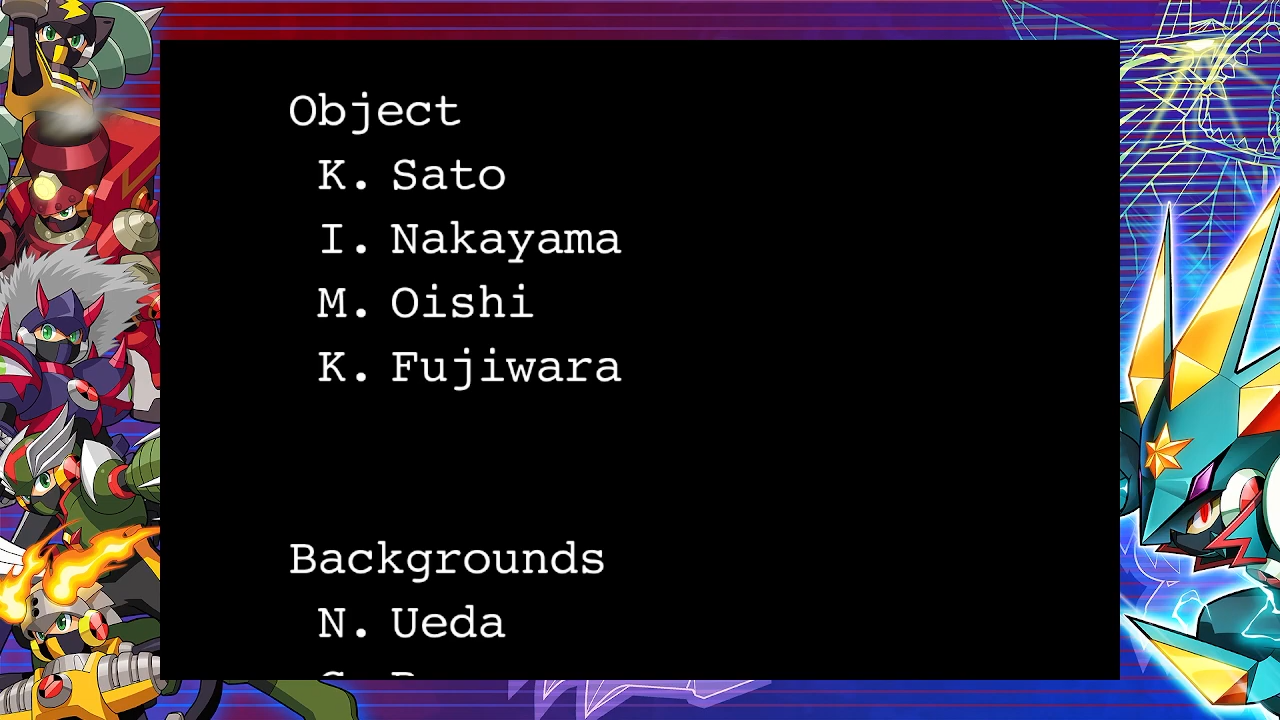 Object
K. Sato
I. Nakayama
M. Oishi
K. Fujiwara
Backgrounds
N. Ueda